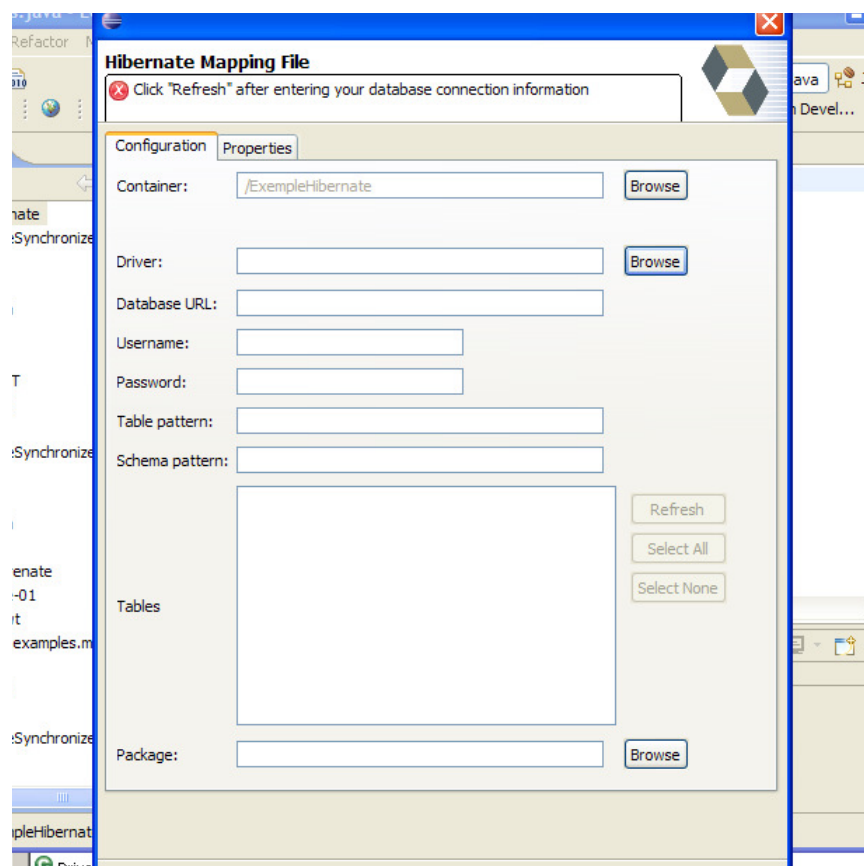 Refactor
Hibernate Mapping File
Click "Refresh" after entering your database connection information
ava
Devel...
Configuration
Properties
Container:
/ExempleHibernate
Browse
nate
Synchronize
Driver:
Browse
Database URL:
Username:
Password:
T
Table pattern:
Synchronize
Schema pattern:
Refresh
Select All
enate
Select None
-01
Tables
examples.m
Synchronize
Package:
Browse
pleHibernat